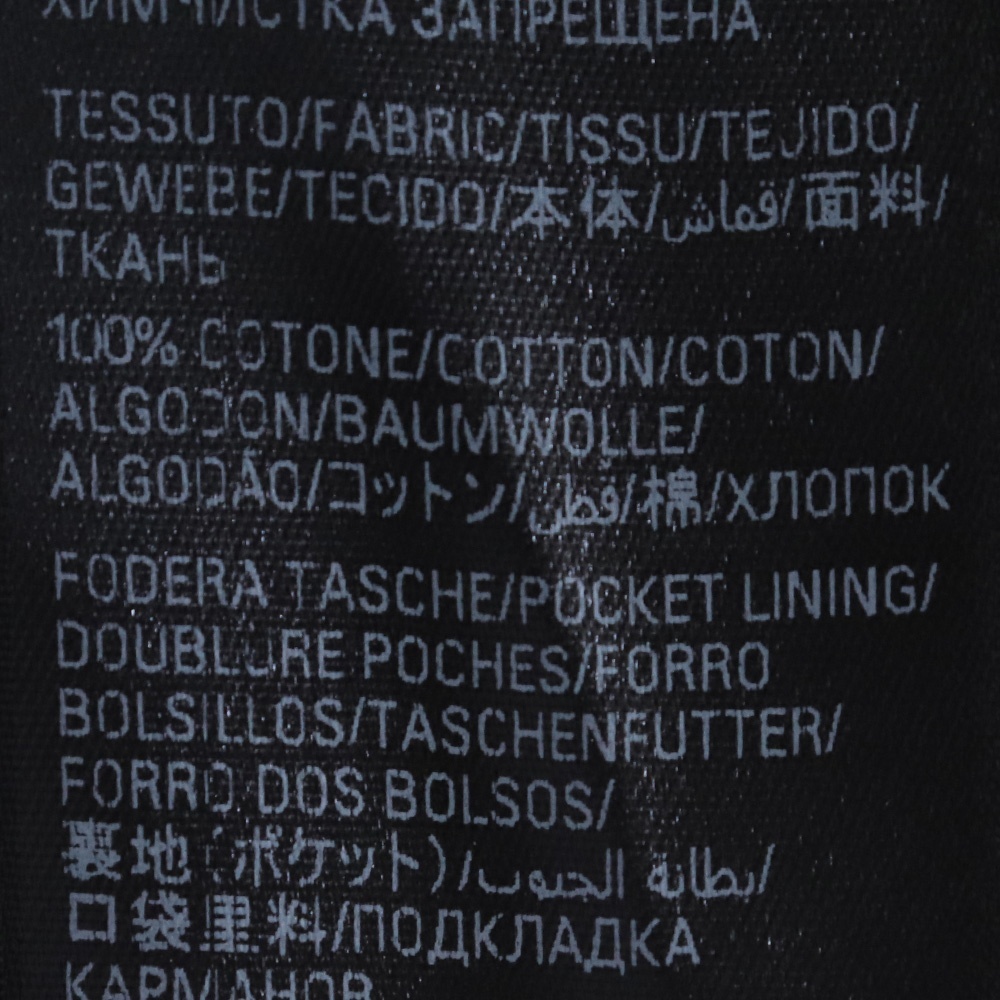 ХИМЧИСТКА ЗАПРЕЩЕНА
TESSUTO/FABRIC/TISSU/TEJIDO/
GEWEBE/TECIDO/本体/قماش/面料/
ТКАНЬ
100% COTONE/COTTON/COTON/
ALGODON/BAUMWOLLE/
ALGODÃO/コットン/قطن/棉/ХЛОПОК
FODERA TASCHE/POCKET LINING/
DOUBLURE POCHES/FORRO
BOLSILLOS/TASCHENFUTTER/
FORRO DOS BOLSOS/
裏地(ポケット)/بطانة الجيوب/
口袋里料/ПОДКЛАДКА
КАРМАНОВ